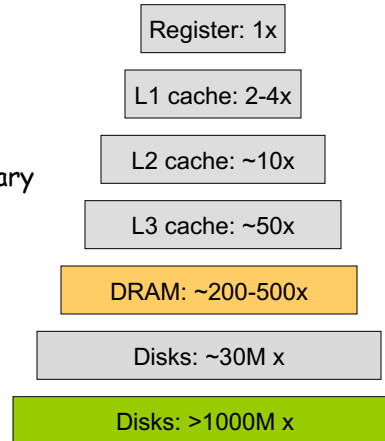 Register: 1x
L1 cache: 2-4x
L2 cache: ~10x
ary
L3 cache: ~50x
DRAM: ~200-500x
Disks: ~30M x
Disks: >1000M x